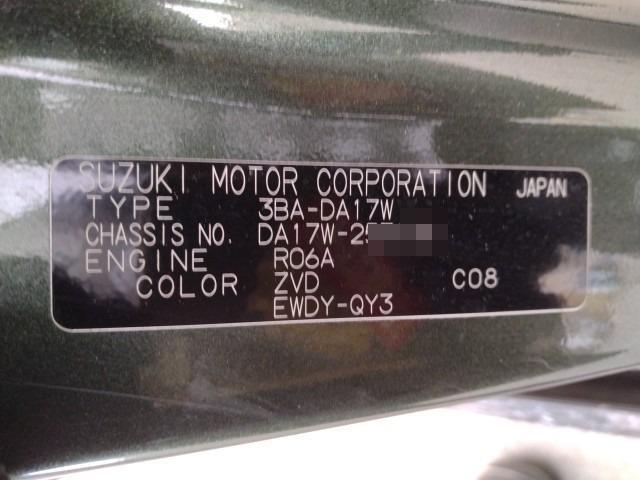 SUZUKI MOTOR CORPORATION JAPAN
TYPE 3BA-DA17W
CHASSIS NO. DA17W-25
ENGINE R06A
COLOR ZVD C08
EWDY-QY3